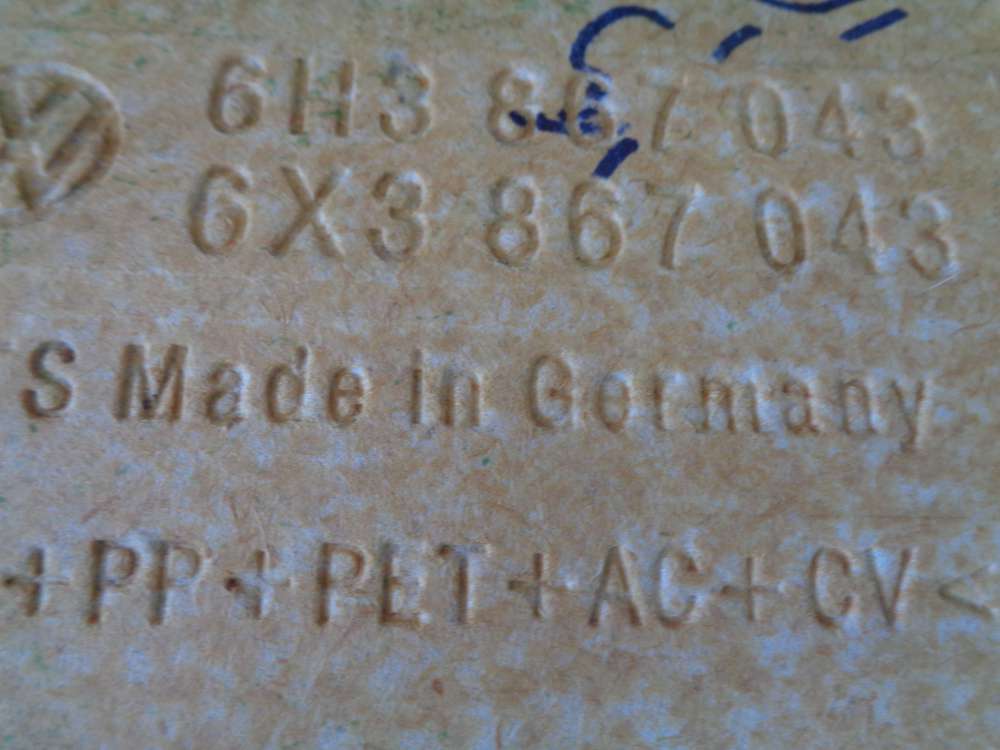 6H3 867 043
6X3 867 043
S Made in Germany
+PP+PET+AC+CV<